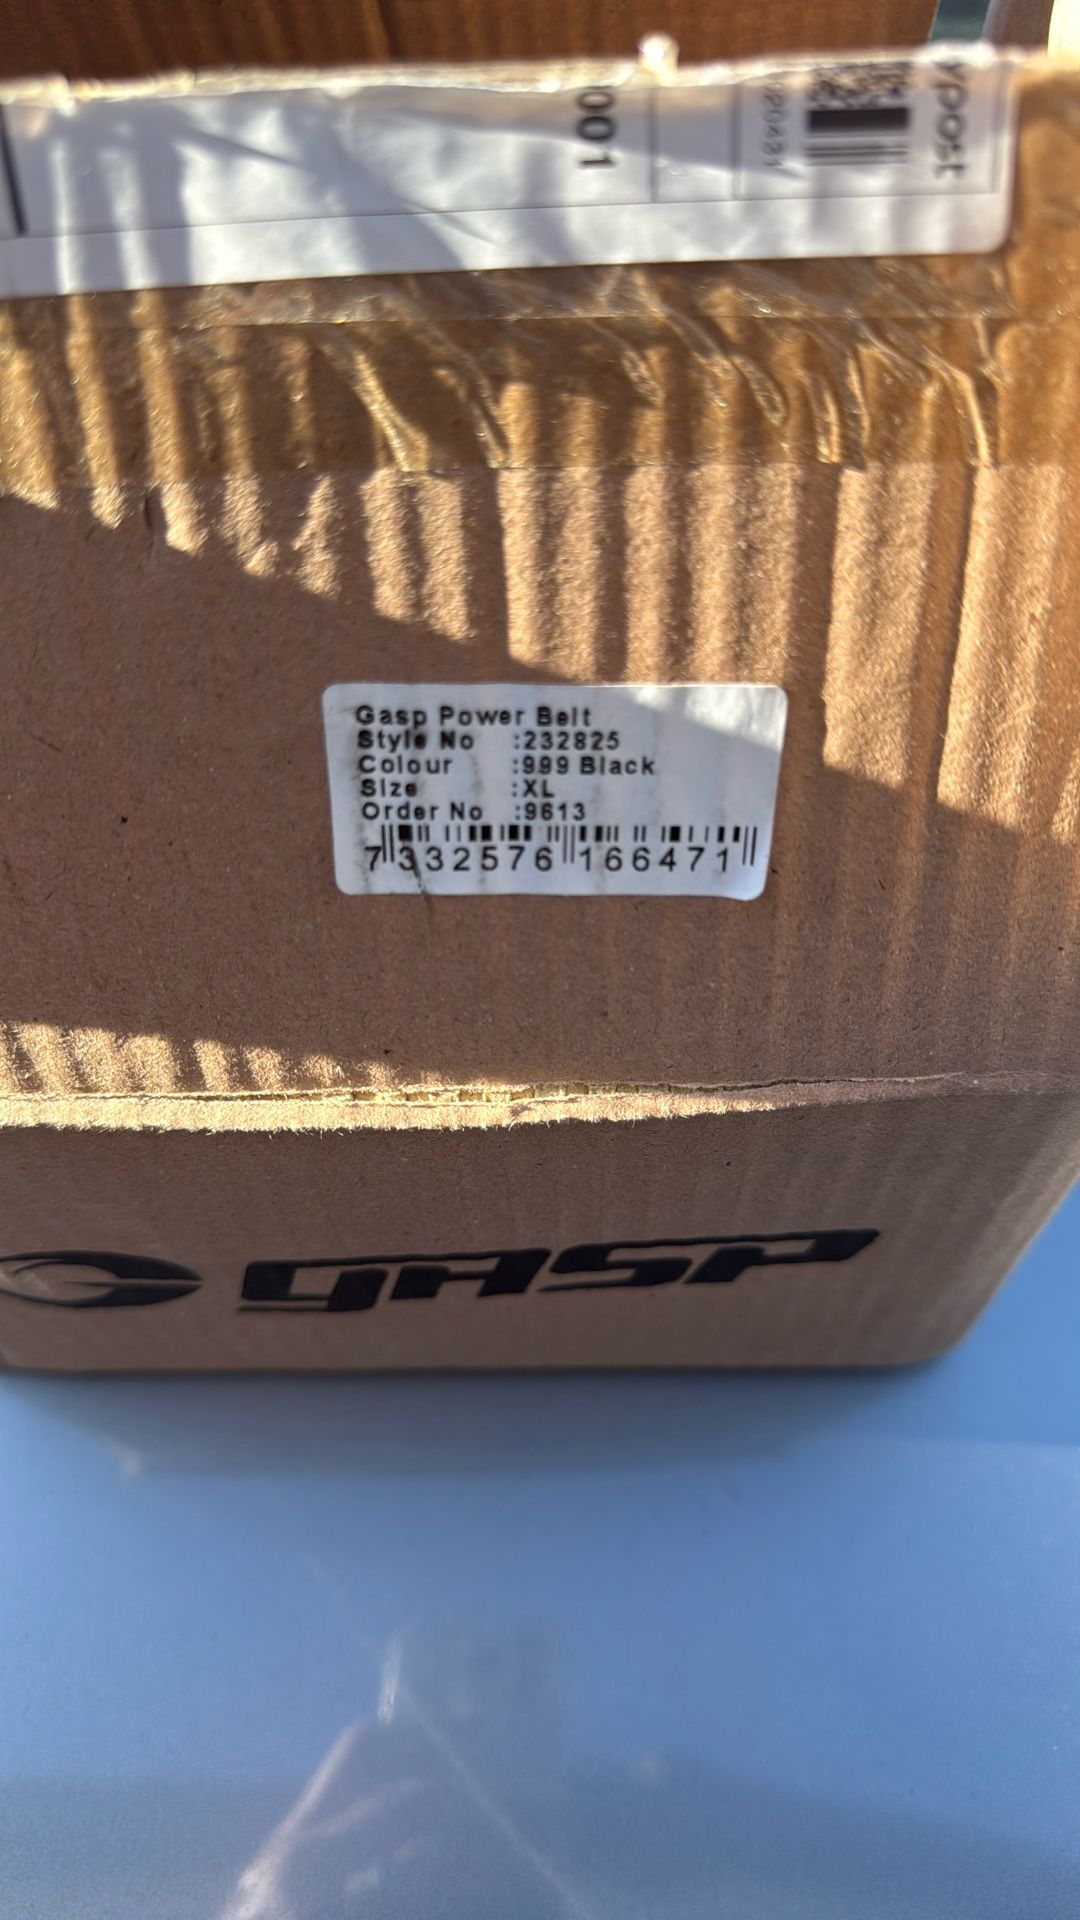 001
ypost
Gasp Power Belt
Style No :232825
Colour :999 Black
Size :XL
Order No :9613
7 332576 166471
GASP